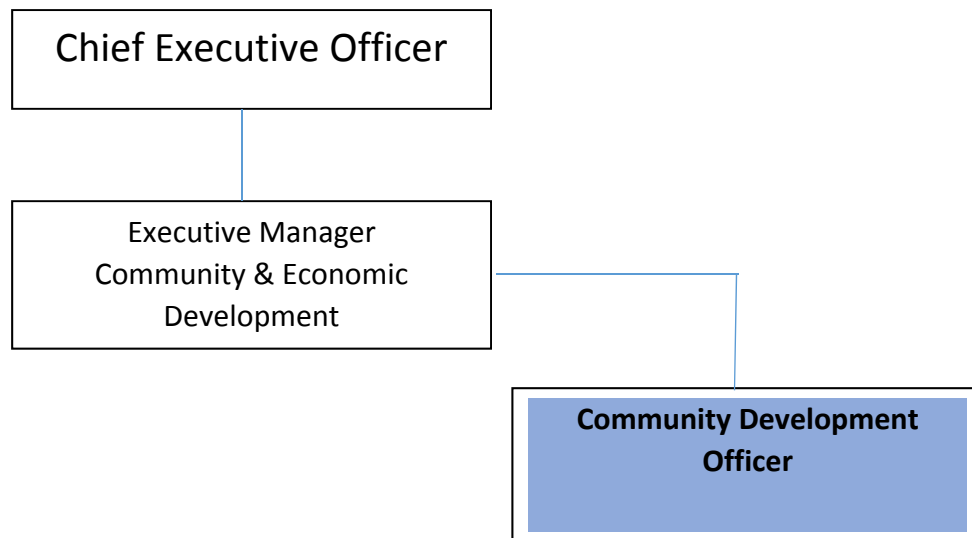 Chief Executive Officer
Executive Manager
Community & Economic
Development
Community Development
Officer